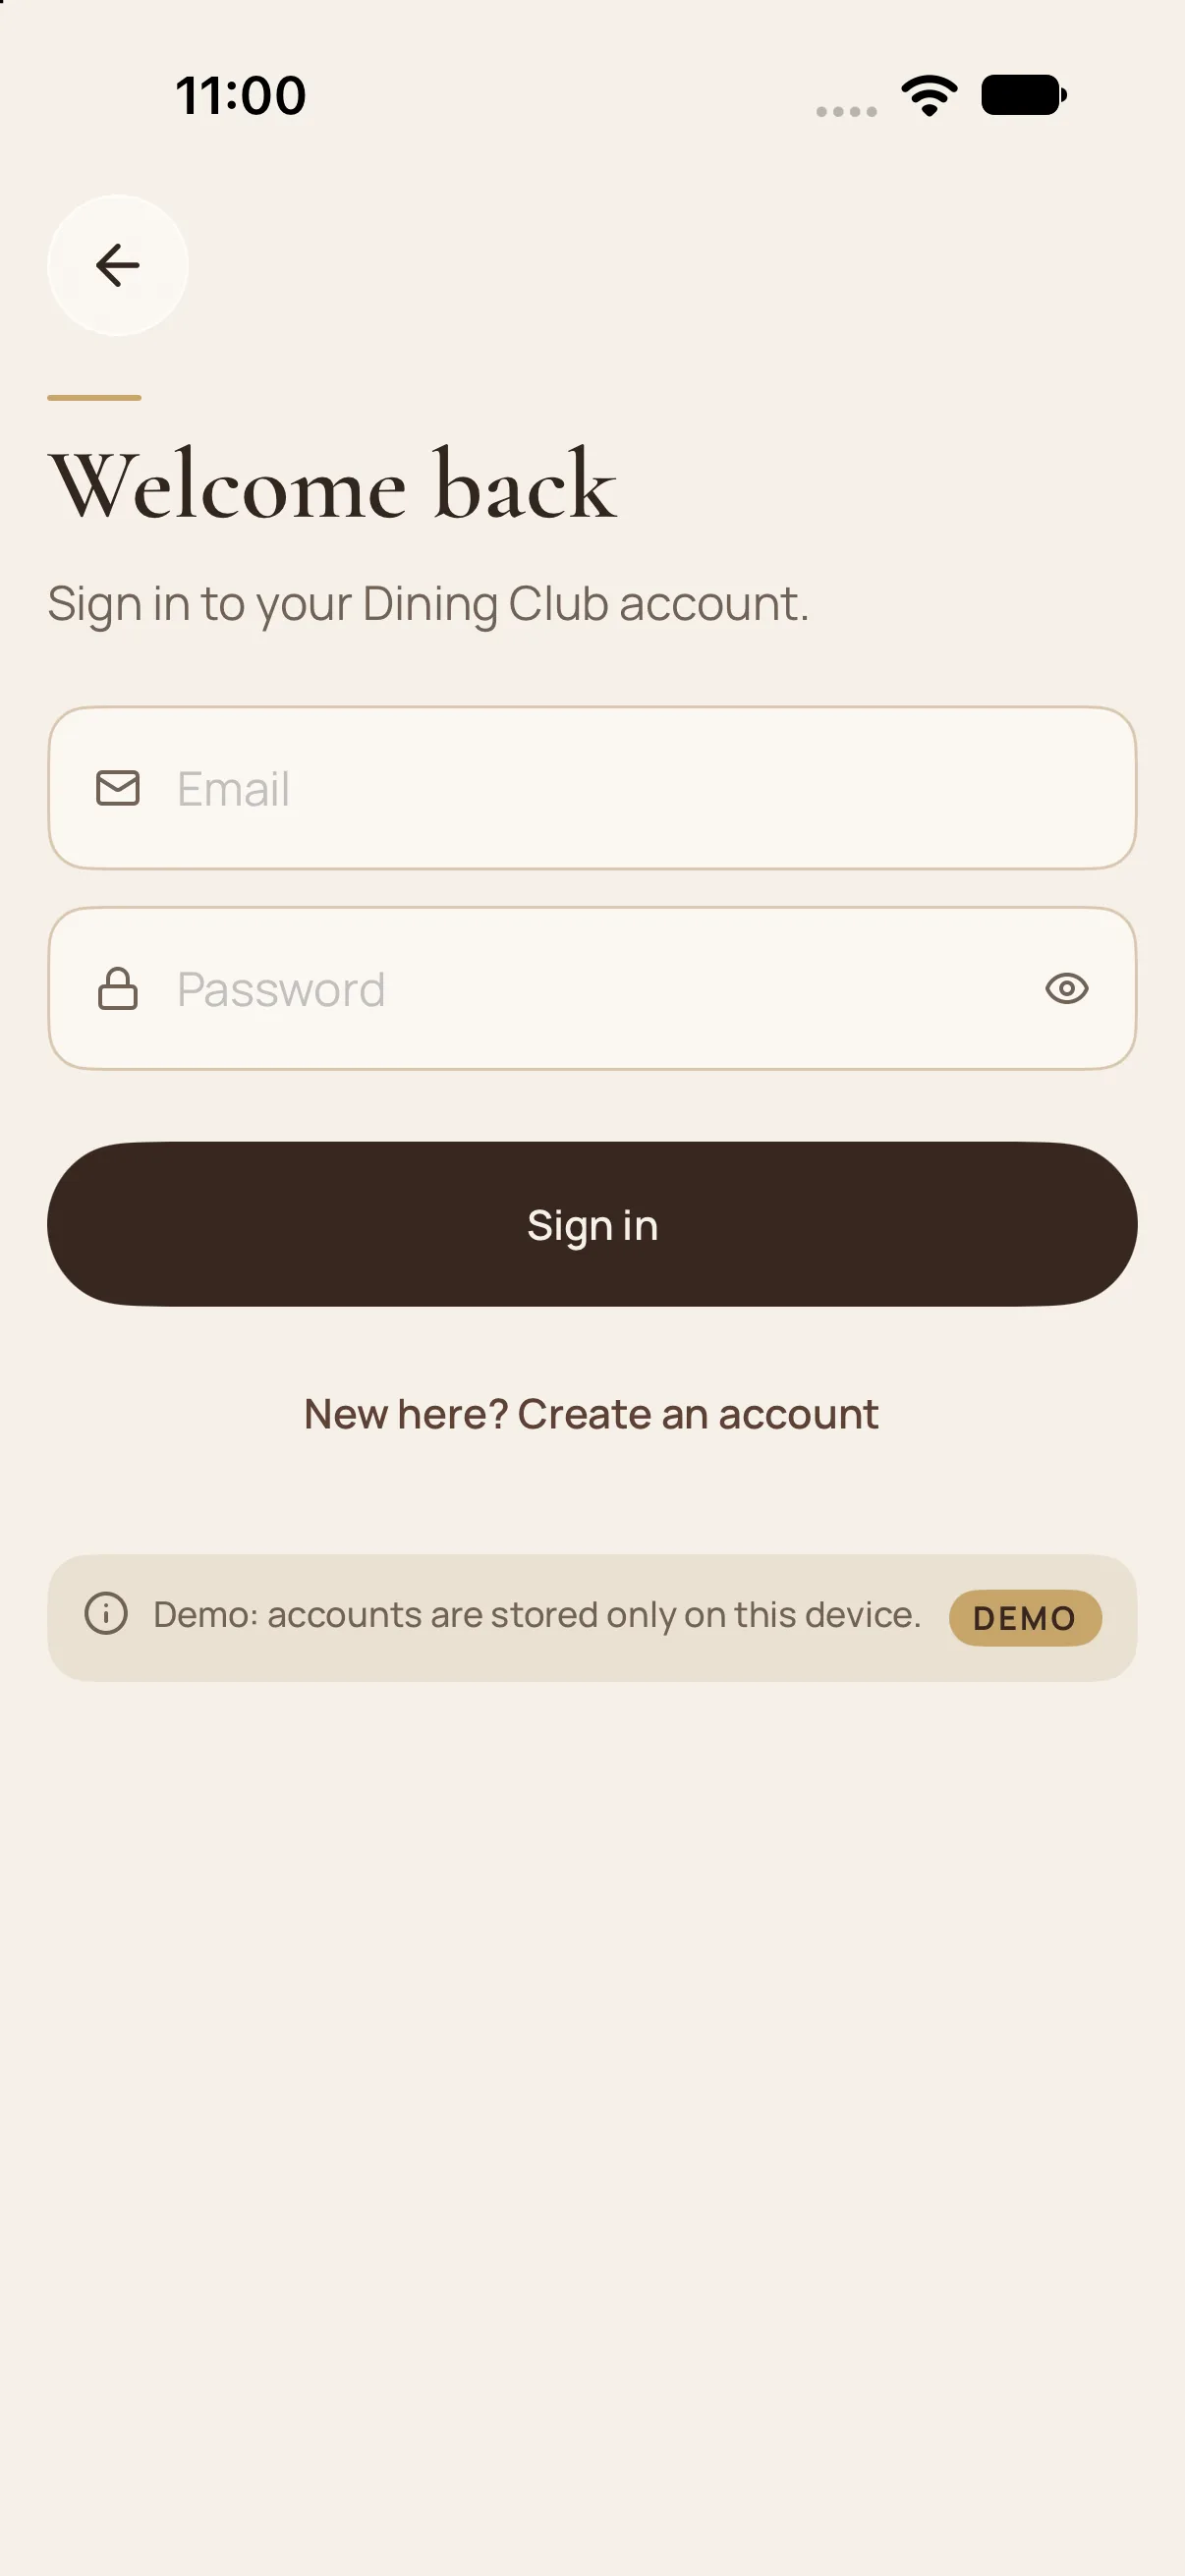 11:00
Welcome back
Sign in to your Dining Club account.
Email
Password
Sign in
New here? Create an account
Demo: accounts are stored only on this device. DEMO